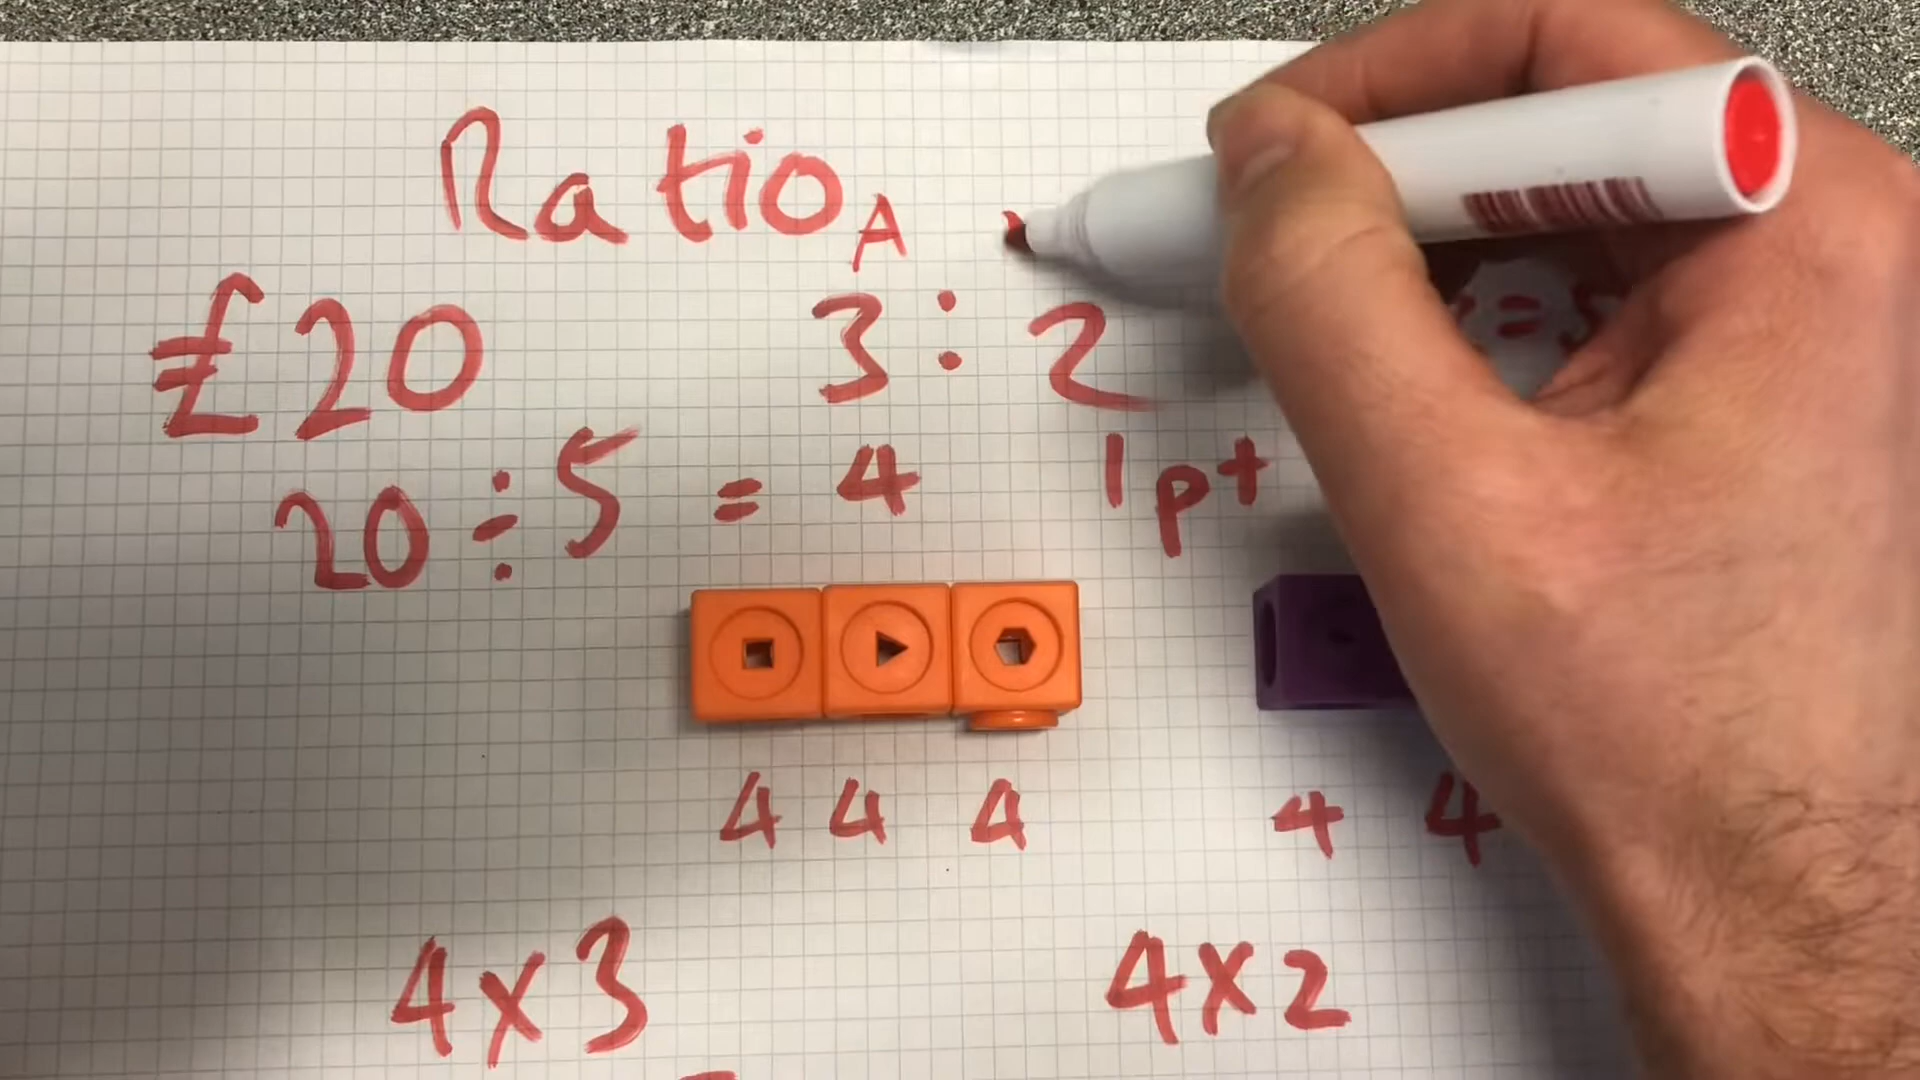 Ratio
A
£20 3 : 2 =
20 ÷ 5 = 4 1pt
4 4 4 4 4
4x3 4x2